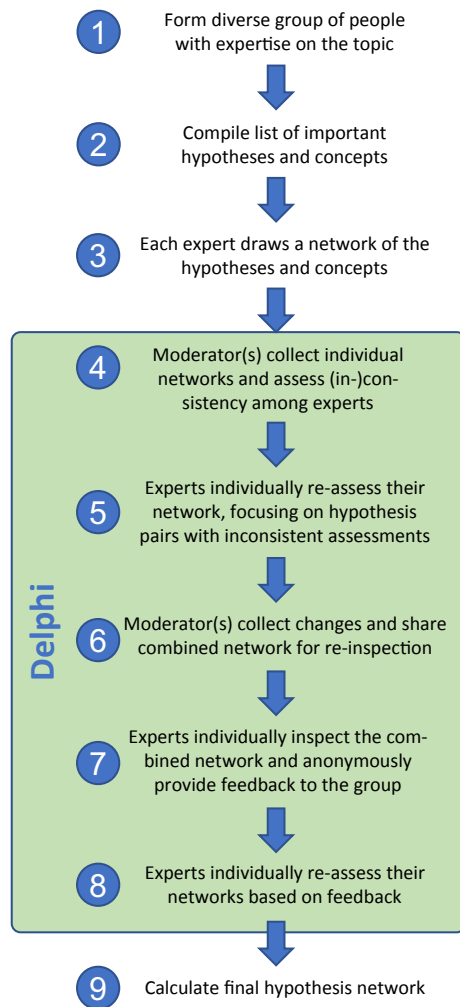 1
Form diverse group of people
with expertise on the topic
2
Compile list of important
hypotheses and concepts
3
Each expert draws a network of the
hypotheses and concepts
Delphi
4
Moderator(s) collect individual
networks and assess (in-)con-
sistency among experts
5
Experts individually re-assess their
network, focusing on hypothesis
pairs with inconsistent assessments
6
Moderator(s) collect changes and share
combined network for re-inspection
7
Experts individually inspect the com-
bined network and anonymously
provide feedback to the group
8
Experts individually re-assess their
networks based on feedback
9
Calculate final hypothesis network